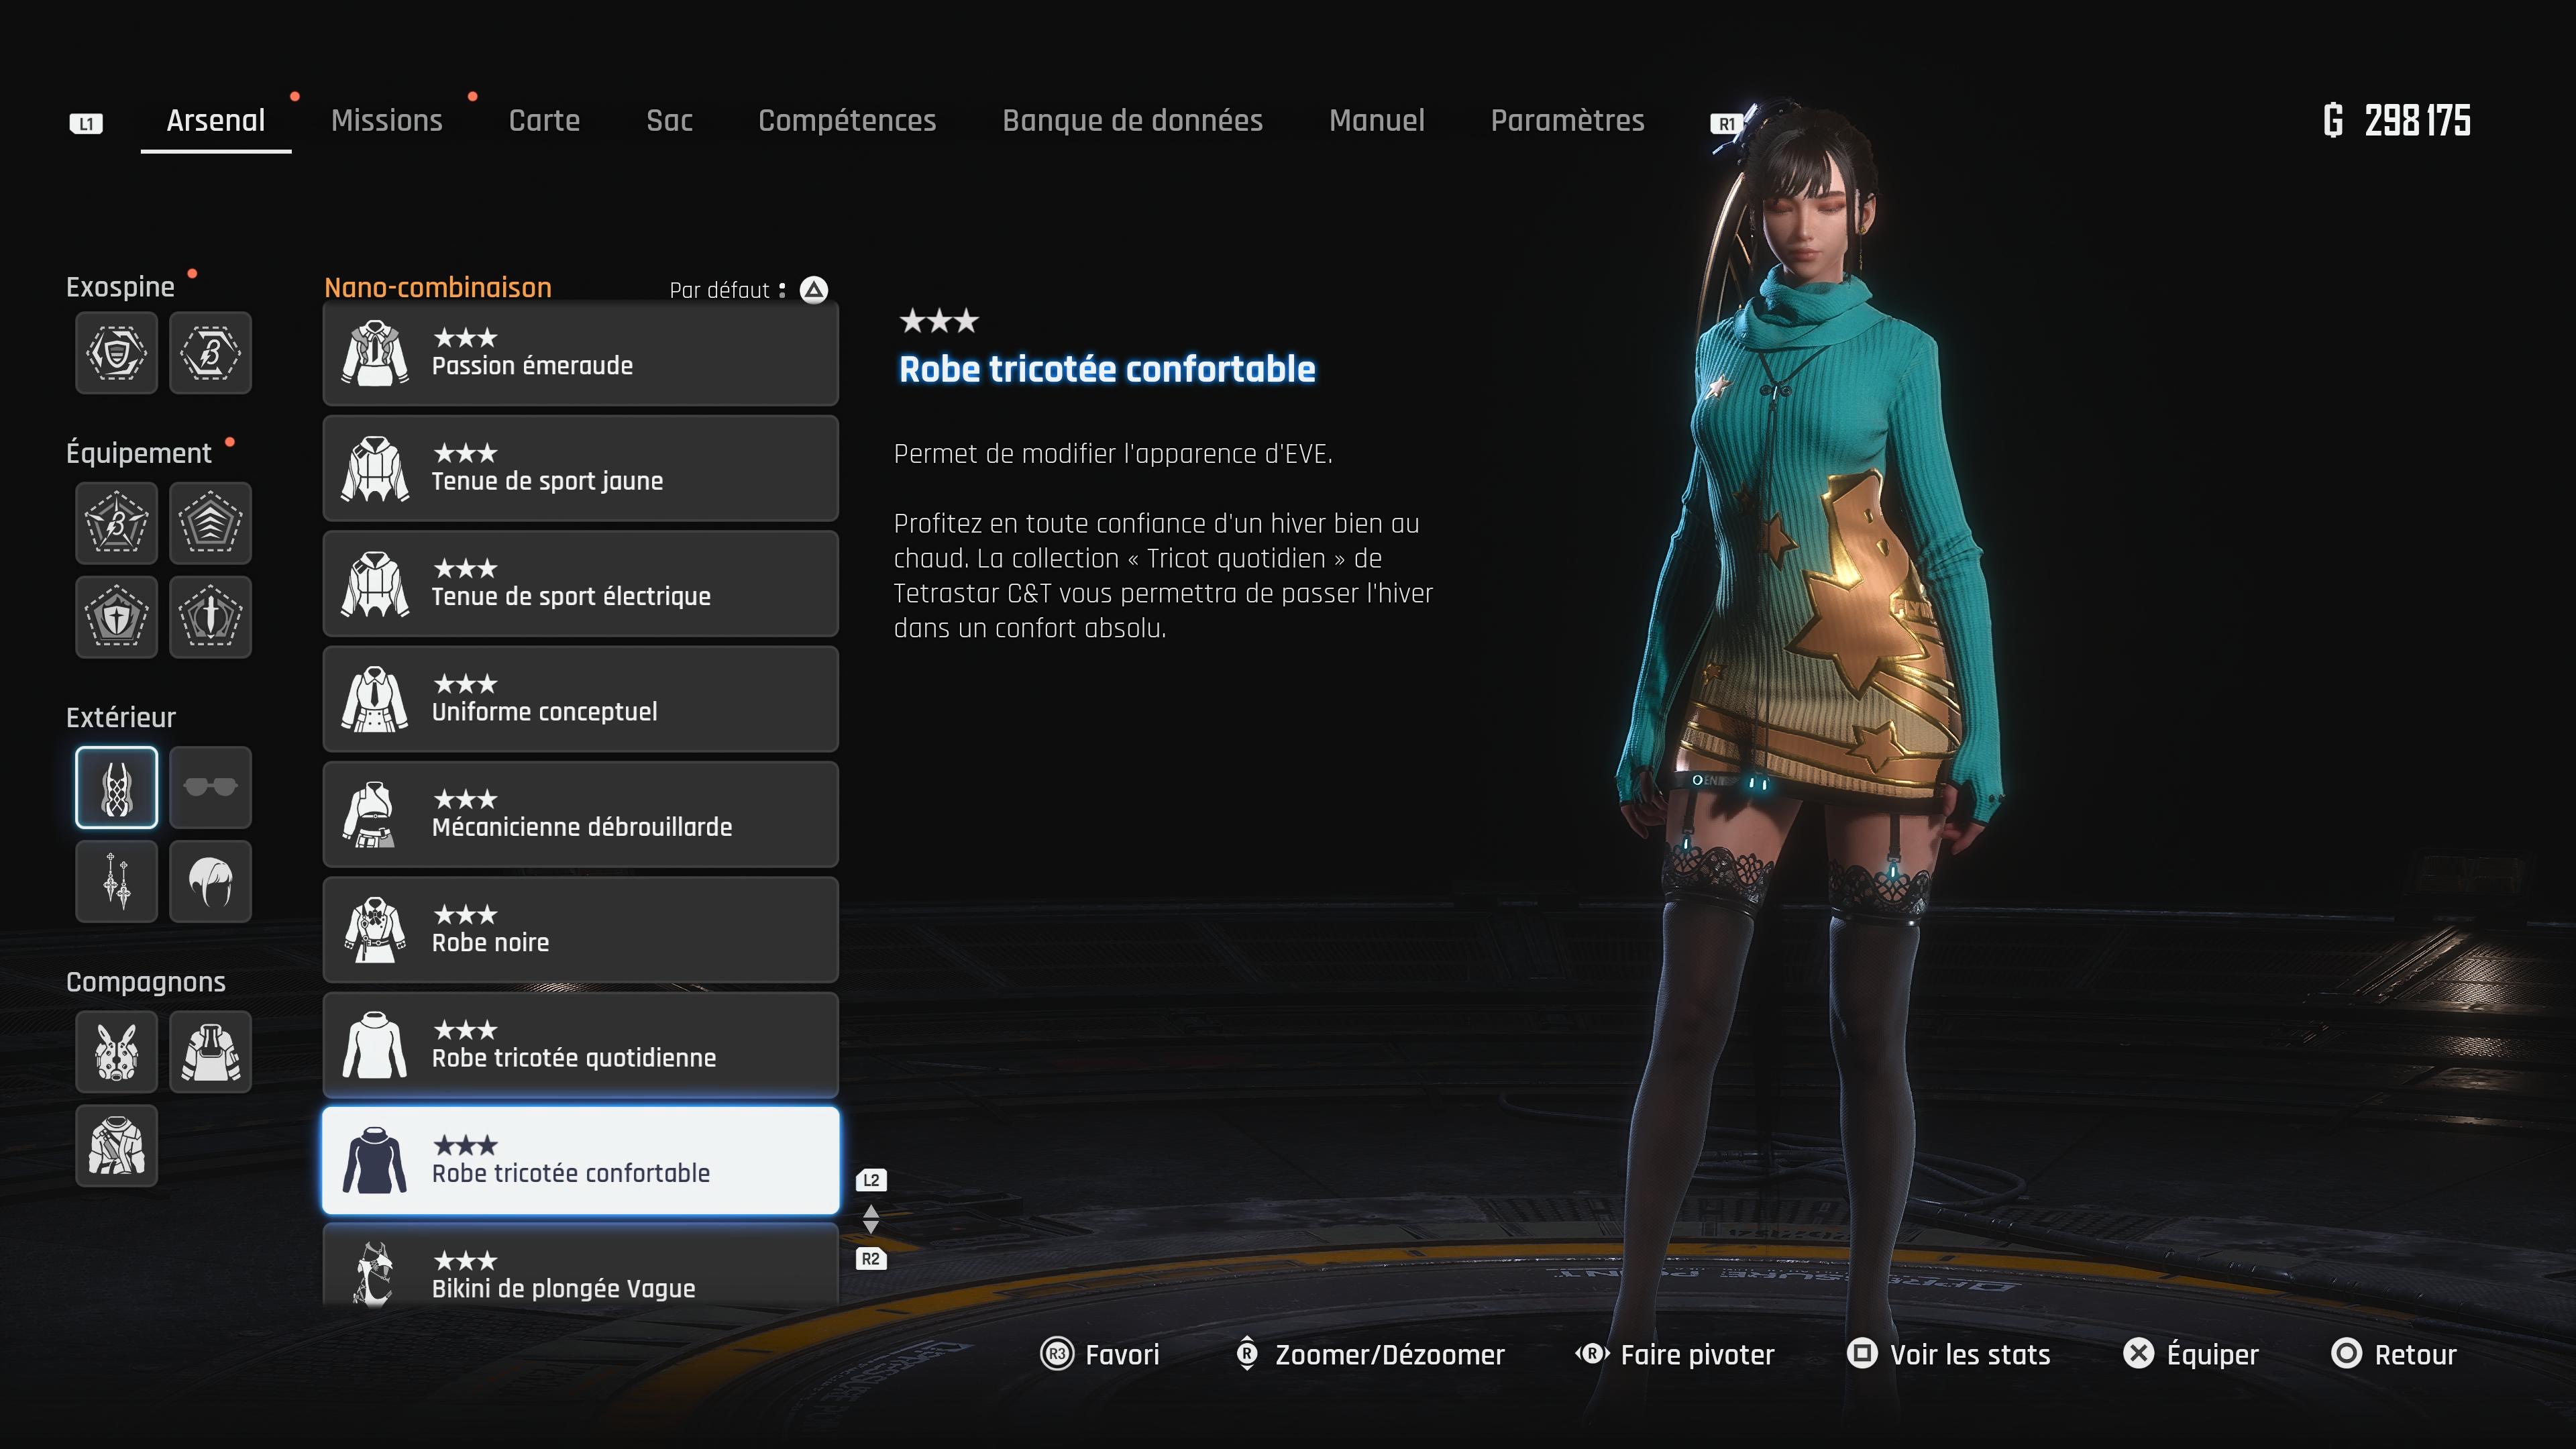 L1 Arsenal Missions Carte Sac Compétences Banque de données Manuel Paramètres R1
298 175
Exospine
Équipement
Extérieur
Compagnons
Nano-combinaison
Par défaut :
★★★
Passion émeraude
★★★
Tenue de sport jaune
★★★
Tenue de sport électrique
★★★
Uniforme conceptuel
★★★
Mécanicienne débrouillarde
★★★
Robe noire
★★★
Robe tricotée quotidienne
★★★
Robe tricotée confortable
★★★
Bikini de plongée Vague
L2
R2
★★★
Robe tricotée confortable
Permet de modifier l'apparence d'EVE.
Profitez en toute confiance d'un hiver bien au
chaud. La collection « Tricot quotidien » de
Tetrastar C&T vous permettra de passer l'hiver
dans un confort absolu.
R3 Favori R Zoomer/Dézoomer R Faire pivoter Voir les stats Équiper Retour